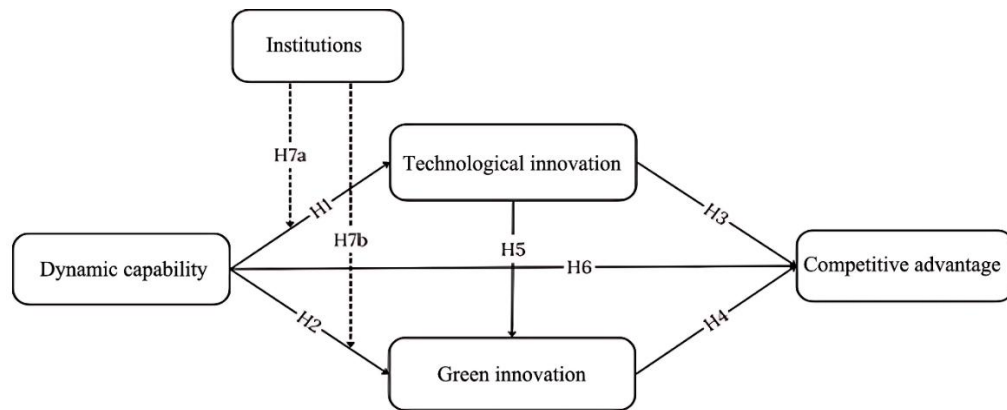 Institutions
H7a
Technological innovation
H1
H3
H7b
H5
Dynamic capability
H6
Competitive advantage
H2
H4
Green innovation